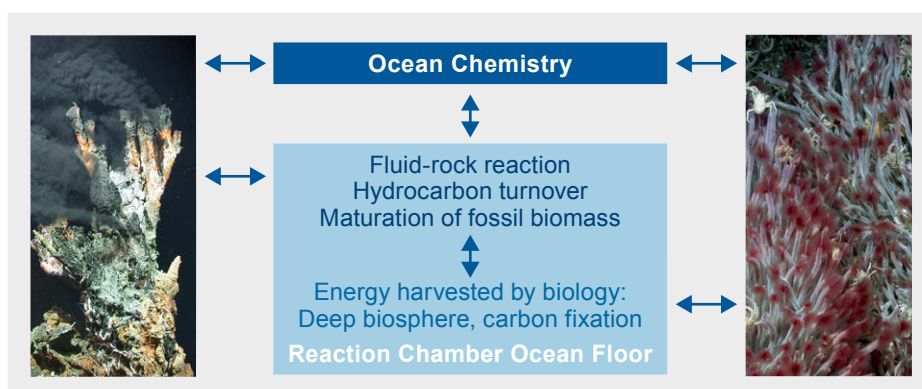 Ocean Chemistry
Fluid-rock reaction
Hydrocarbon turnover
Maturation of fossil biomass
Energy harvested by biology:
Deep biosphere, carbon fixation
Reaction Chamber Ocean Floor